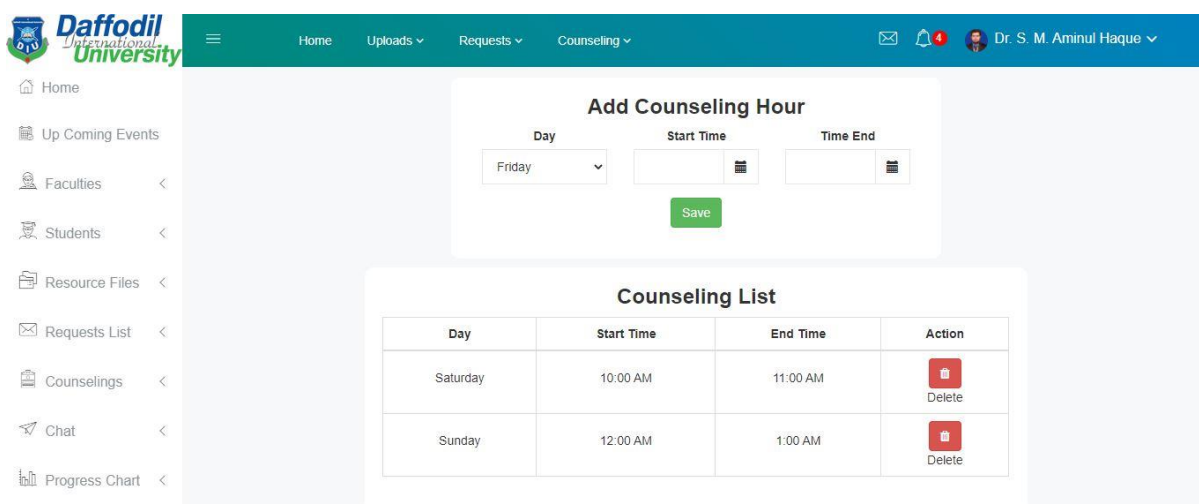 Daffodil
International
University
DIU
Home Uploads Requests Counseling 4 Dr. S. M. Aminul Haque
Home
Up Coming Events
Faculties
Students
Resource Files
Requests List
Counselings
Chat
Progress Chart
Add Counseling Hour
Day Start Time Time End
Friday
Save
Counseling List
Day Start Time End Time Action
Saturday 10:00 AM 11:00 AM Delete
Sunday 12:00 AM 1:00 AM Delete